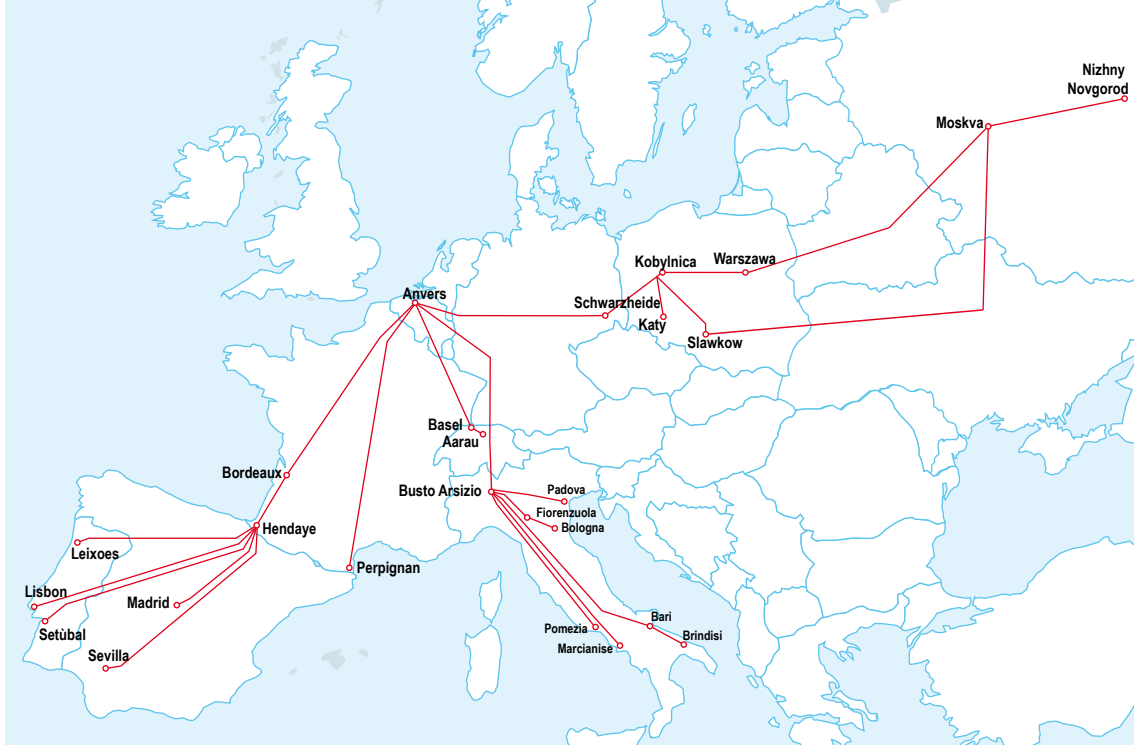 Nizhny
Novgorod
Moskva
Kobylnica
Warszawa
Anvers
Schwarzheide
Katy
Slawkow
Basel
Aarau
Bordeaux
Busto Arsizio
Padova
Fiorenzuola
Bologna
Hendaye
Leixoes
Perpignan
Lisbon
Madrid
Setùbal
Bari
Pomezia
Brindisi
Marcianise
Sevilla